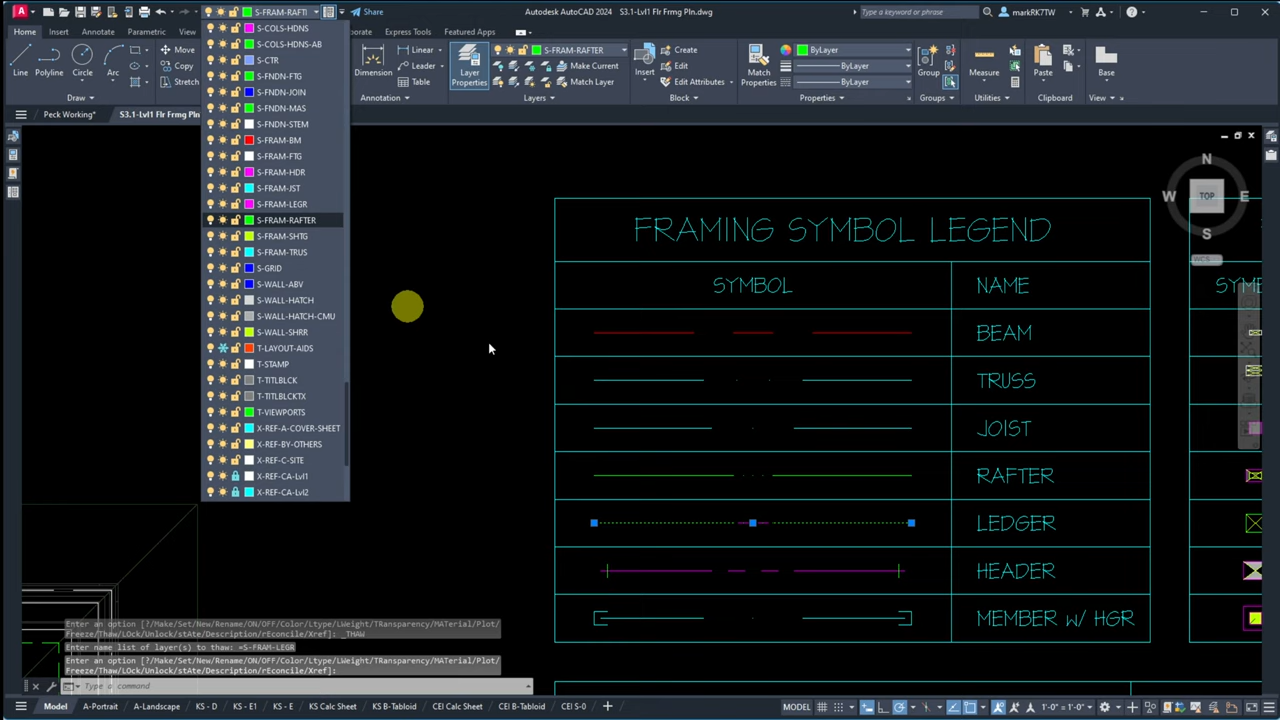 S-FRAM-RAFTI
Share
Autodesk AutoCAD 2024
S3.1-Lvl1 Flr Frmg Pln.dwg
Type a keyword or phrase
markRK7TW
Home
Insert
Annotate
Parametric
Express Tools
Featured Apps
Line
Polyline
Circle
Arc
Move
Copy
Stretch
Draw
Dimension
Linear
Leader
Table
Annotation
Layer
Properties
S-FRAM-RAFTER
Make Current
Match Layer
Layers
Insert
Create
Edit
Edit Attributes
Block
Match
Properties
ByLayer
ByLayer
ByLayer
Properties
Group
Groups
Measure
Utilities
Paste
Clipboard
Base
View
Peck Working*
S3.1-Lvl1 Flr Frmg Pln*
S-COLS-HDNS
S-COLS-HDNS-AB
S-CTR
S-FNDN-FTG
S-FNDN-JOIN
S-FNDN-MAS
S-FNDN-STEM
S-FRAM-BM
S-FRAM-FTG
S-FRAM-HDR
S-FRAM-JST
S-FRAM-LEGR
S-FRAM-RAFTER
S-FRAM-SHTG
S-FRAM-TRUS
S-GRID
S-WALL-ABV
S-WALL-HATCH
S-WALL-HATCH-CMU
S-WALL-SHRR
T-LAYOUT-AIDS
T-STAMP
T-TITLBLCK
T-TITLBLCKTX
T-VIEWPORTS
X-REF-A-COVER-SHEET
X-REF-BY-OTHERS
X-REF-C-SITE
X-REF-CA-Lvl1
X-REF-CA-Lvl2
N
W
TOP
E
S
WCS
FRAMING SYMBOL LEGEND
SYMBOL
NAME
BEAM
TRUSS
JOIST
RAFTER
LEDGER
HEADER
MEMBER w/ HGR
Enter an option [?/Make/Set/New/Rename/ON/OFF/Color/Ltype/LWeight/TRansparency/MATerial/Plot/
Freeze/Thaw/LOck/Unlock/stAte/Description/rEconcile/Xref]: _THAW
Enter name list of layer(s) to thaw: =S-FRAM-LEGR
Enter an option [?/Make/Set/New/Rename/ON/OFF/Color/Ltype/LWeight/TRansparency/MATerial/Plot/
Freeze/Thaw/LOck/Unlock/stAte/Description/rEconcile/Xref]:
Type a command
Model
A-Portrait
A-Landscape
KS - D
KS - E1
KS - E
KS Calc Sheet
KS B-Tabloid
CEI Calc Sheet
CEI B-Tabloid
CEI S-0
MODEL
1'-0" = 1'-0"